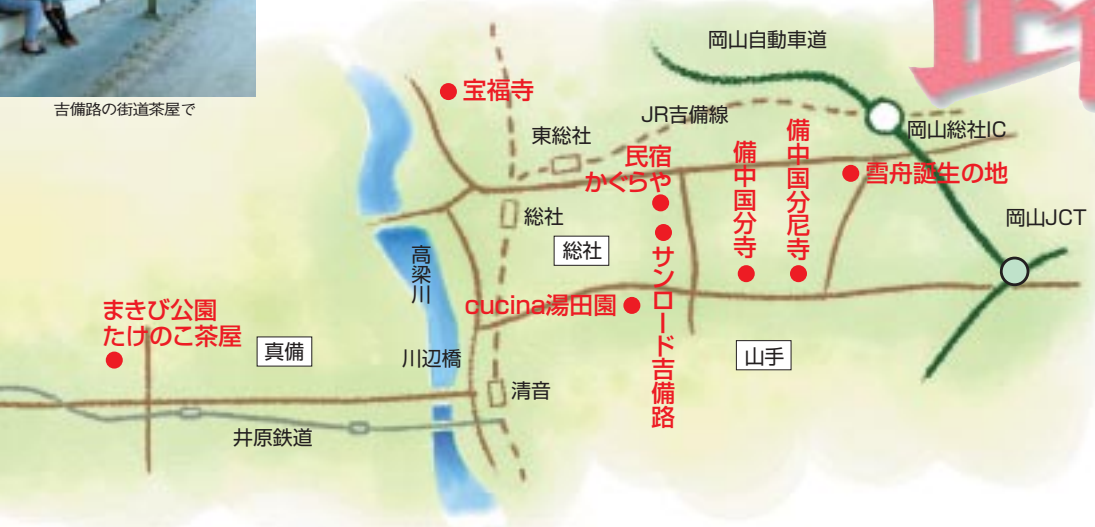 吉備路の街道茶屋で
岡山自動車道
宝福寺
JR吉備線
岡山総社IC
東総社
民宿
かぐらや
備中国分寺
備中国分尼寺
雪舟誕生の地
総社
総社
岡山JCT
高梁川
サンロード吉備路
cucina湯田園
まきび公園
たけのこ茶屋
真備
川辺橋
山手
清音
井原鉄道